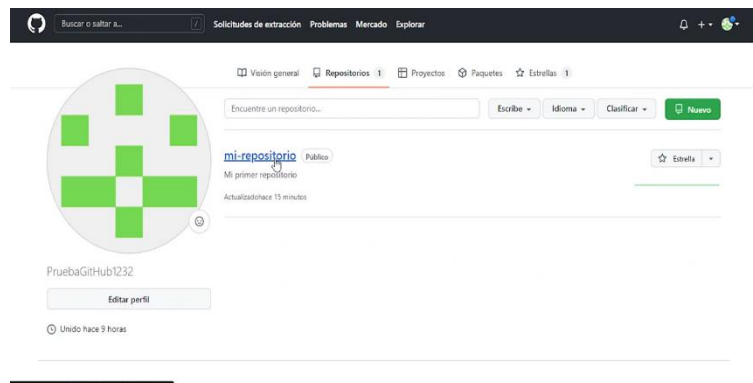 Buscar o saltar a... / Solicitudes de extracción Problemas Mercado Explorar
Visión general Repositorios 1 Proyectos Paquetes Estrellas 1
Encuentre un repositorio... Escribe Idioma Clasificar Nuevo
mi-repositorio Público Estrella
Mi primer repositorio
Actualizadohace 15 minutos
PruebaGitHub1232
Editar perfil
Unido hace 9 horas